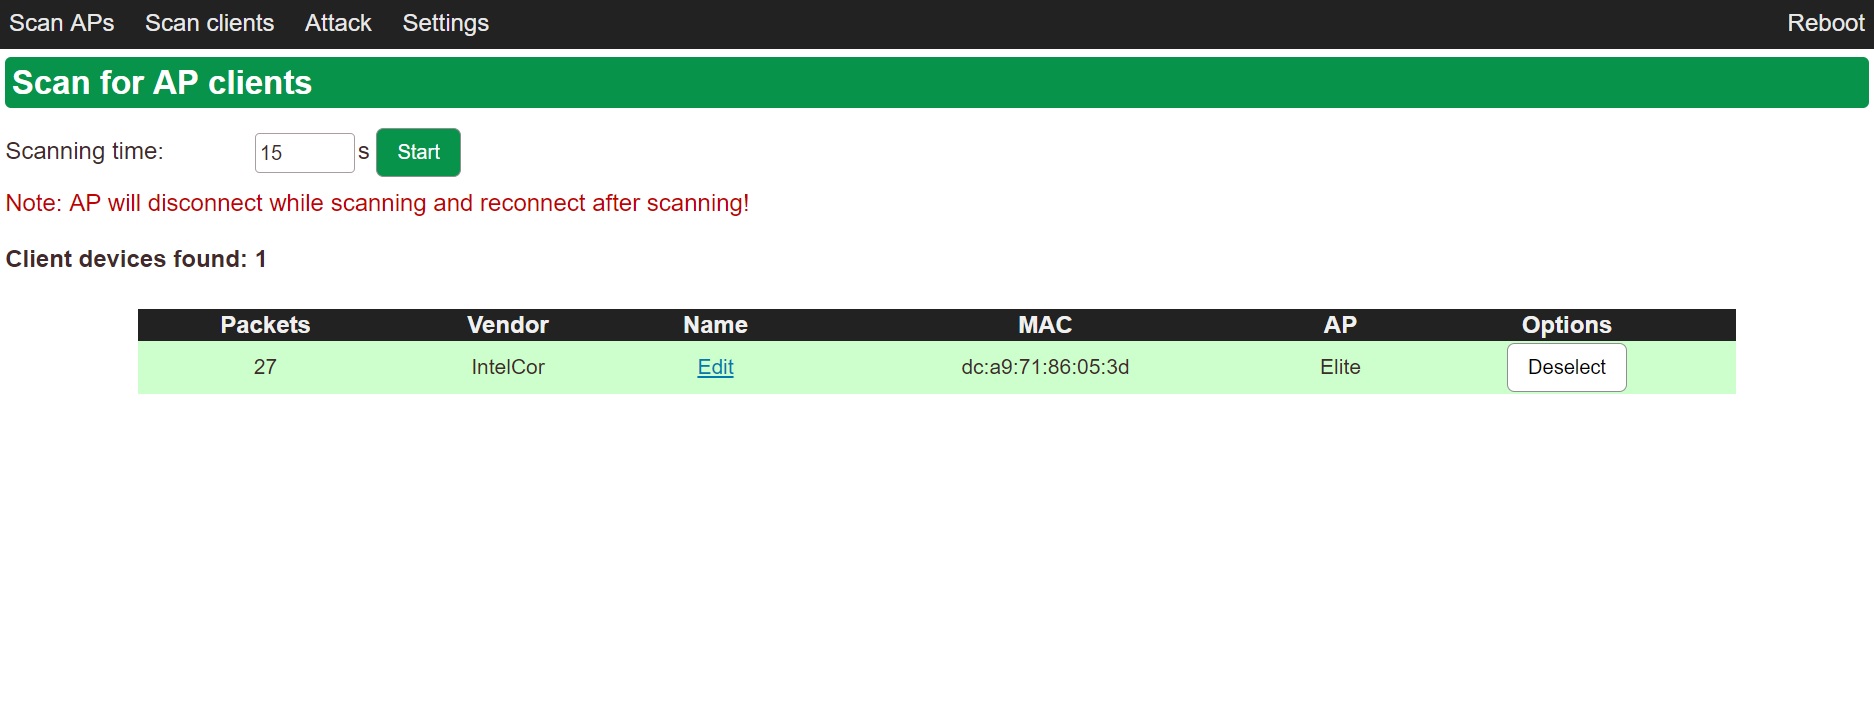 Scan APs Scan clients Attack Settings Reboot
Scan for AP clients
Scanning time: 15 s Start
Note: AP will disconnect while scanning and reconnect after scanning!
Client devices found: 1
Packets Vendor Name MAC AP Options
27 IntelCor Edit dc:a9:71:86:05:3d Elite Deselect